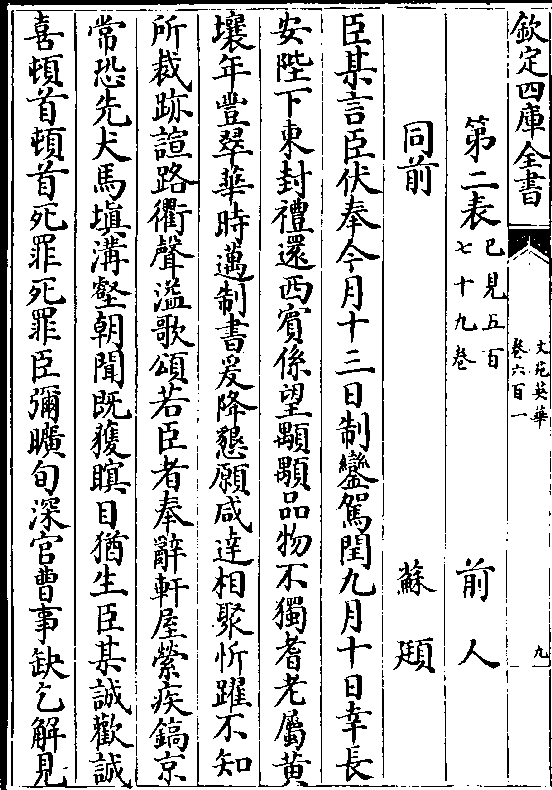 欽定四庫全書
文苑英華
卷六百一
九
第二表已見五百七十九卷 前人
同前 蘇頲
臣某言臣伏奉今月十三日制鑾駕閏九月十日幸長
安陛下東封禮還西賓係望顒顒品物不獨耆老屬黄
壤年豐翠華時邁制書爰降懇願咸逹相聚忻躍不知
所裁跡諠路衢聲溢歌頌若臣者奉辭軒屋縈疾鎬京
常恐先犬馬填溝壑朝聞既獲瞑目猶生臣某誠歡誠
喜頓首頓首死罪死罪臣彌曠旬深官曹事缺乞解見